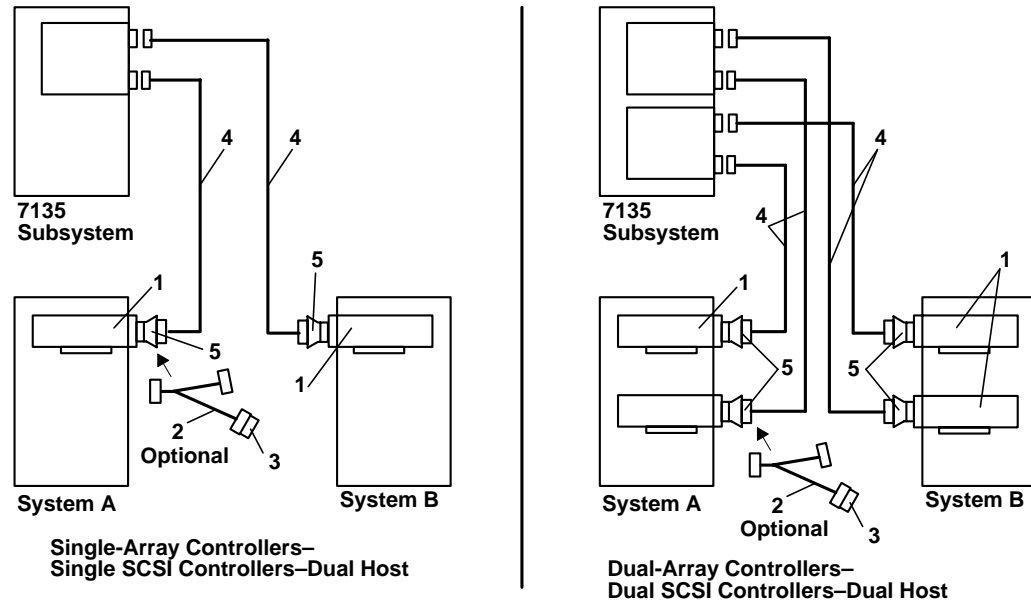 4
4
7135
Subsystem
1
5
5
1
2
Optional
3
System A
System B
Single-Array Controllers–
Single SCSI Controllers–Dual Host
4
4
7135
Subsystem
1
1
5
5
2
Optional
3
System A
System B
Dual-Array Controllers–
Dual SCSI Controllers–Dual Host